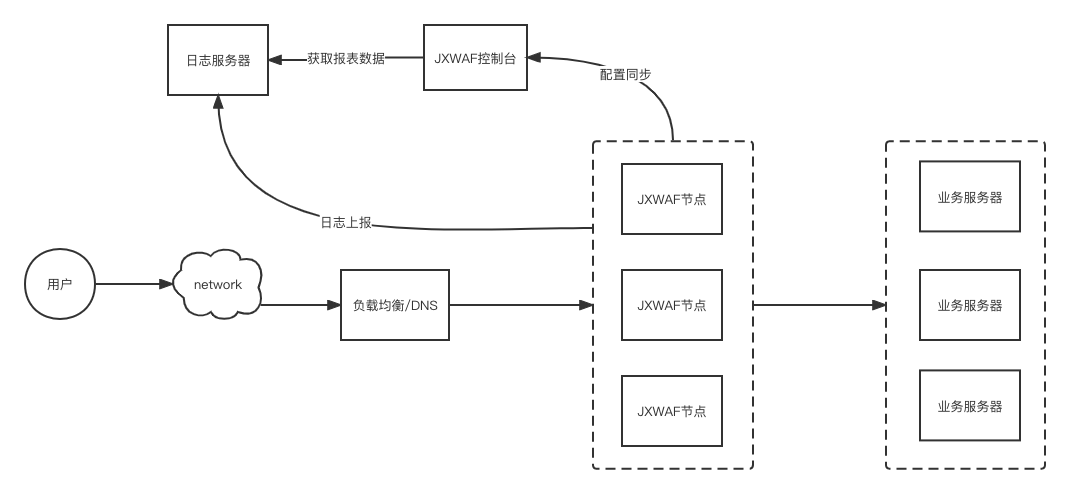 日志服务器
获取报表数据
JXWAF控制台
配置同步
JXWAF节点
业务服务器
日志上报
用户
network
负载均衡/DNS
JXWAF节点
业务服务器
JXWAF节点
业务服务器